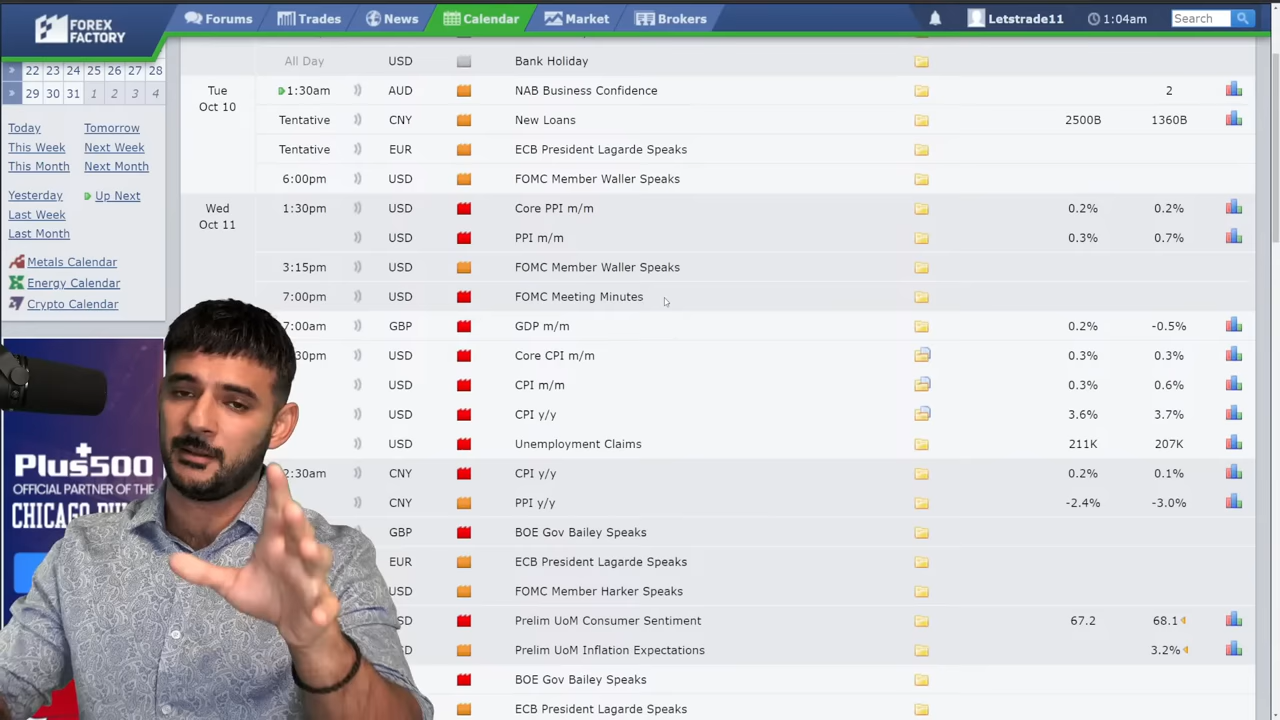 FOREX
FACTORY
Forums
Trades
News
Calendar
Market
Brokers
Letstrade11
1:04am
Search
» 22 23 24 25 26 27 28
» 29 30 31 1 2 3 4
Today Tomorrow
This Week Next Week
This Month Next Month
Yesterday Up Next
Last Week
Last Month
Metals Calendar
Energy Calendar
Crypto Calendar
Plus500
OFFICIAL PARTNER OF THE
CHICAGO
All Day USD Bank Holiday
Tue
Oct 10
1:30am AUD NAB Business Confidence 2
Tentative CNY New Loans 2500B 1360B
Tentative EUR ECB President Lagarde Speaks
6:00pm USD FOMC Member Waller Speaks
Wed
Oct 11
1:30pm USD Core PPI m/m 0.2% 0.2%
USD PPI m/m 0.3% 0.7%
3:15pm USD FOMC Member Waller Speaks
7:00pm USD FOMC Meeting Minutes
7:00am GBP GDP m/m 0.2% -0.5%
30pm USD Core CPI m/m 0.3% 0.3%
USD CPI m/m 0.3% 0.6%
USD CPI y/y 3.6% 3.7%
USD Unemployment Claims 211K 207K
2:30am CNY CPI y/y 0.2% 0.1%
CNY PPI y/y -2.4% -3.0%
GBP BOE Gov Bailey Speaks
EUR ECB President Lagarde Speaks
USD FOMC Member Harker Speaks
SD Prelim UoM Consumer Sentiment 67.2 68.1
D Prelim UoM Inflation Expectations 3.2%
BOE Gov Bailey Speaks
ECB President Lagarde Speaks